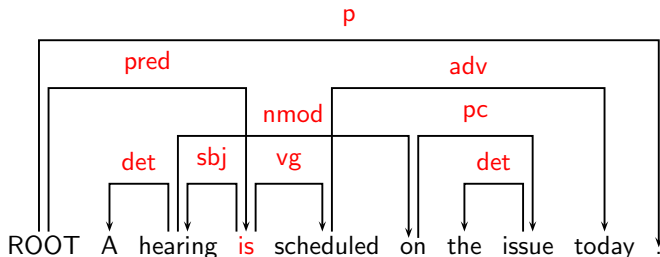 p
pred adv
nmod pc
det sbj vg det
ROOT A hearing is scheduled on the issue today .